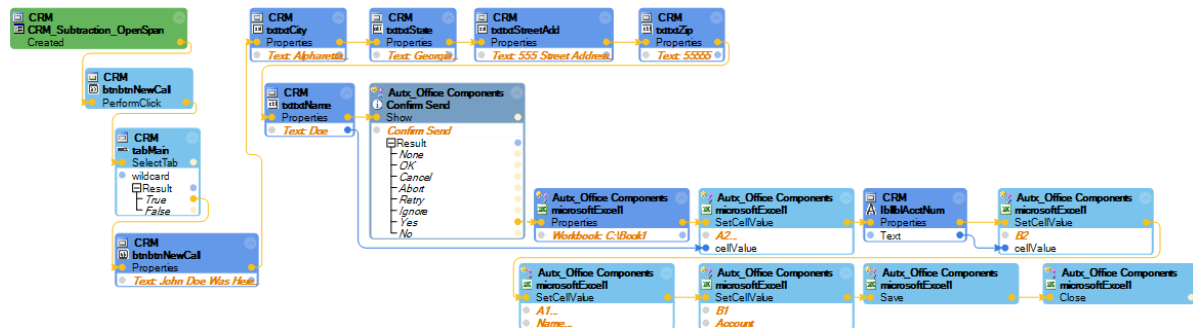 CRM
CRM_Subtraction_OpenSpan
Created
CRM
btnbtnNewCall
PerformClick
CRM
tabMain
SelectTab
wildcard
Result
True
False
CRM
btnbtnNewCall
Properties
Text: John Doe Was Here...
CRM
txttxtCity
Properties
Text: Alpharetta...
CRM
txttxtState
Properties
Text: Georgia...
CRM
txttxtStreetAdd
Properties
Text: 555 Street Address...
CRM
txttxtZip
Properties
Text: 55555
CRM
txttxtName
Properties
Text: Doe
Autx_Office Components
Confirm Send
Show
Confirm Send
Result
None
OK
Cancel
Abort
Retry
Ignore
Yes
No
Autx_Office Components
microsoftExcel1
Properties
Workbook: C:\Book1
Autx_Office Components
microsoftExcel1
SetCellValue
A2...
cellValue
CRM
lbllblAcctNum
Properties
Text
Autx_Office Components
microsoftExcel1
SetCellValue
B2
cellValue
Autx_Office Components
microsoftExcel1
SetCellValue
A1...
Name...
Autx_Office Components
microsoftExcel1
SetCellValue
B1
Account
Autx_Office Components
microsoftExcel1
Save
Autx_Office Components
microsoftExcel1
Close